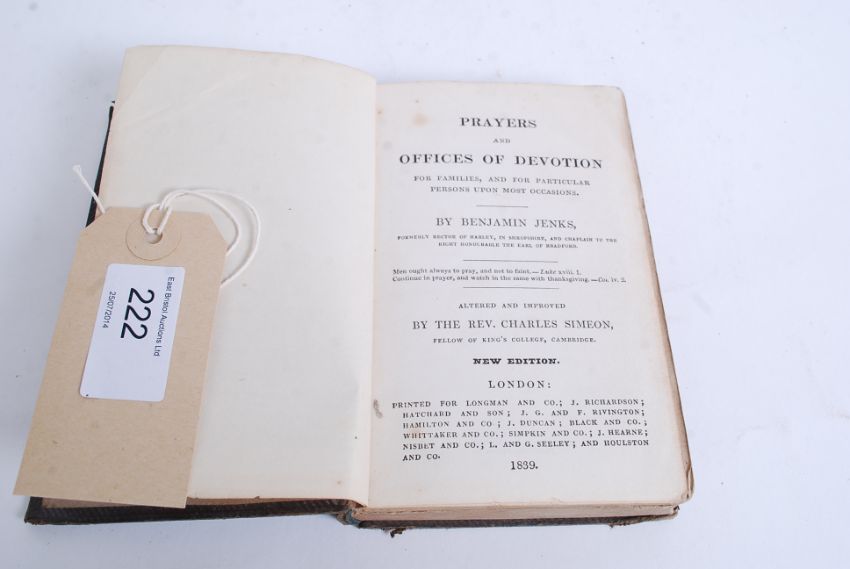 East Bristol Auctions Ltd
222
25/07/2014
PRAYERS
AND
OFFICES OF DEVOTION
FOR FAMILIES, AND FOR PARTICULAR
PERSONS UPON MOST OCCASIONS.
BY BENJAMIN JENKS,
FORMERLY RECTOR OF HARLEY, IN SHROPSHIRE, AND CHAPLAIN TO THE
RIGHT HONOURABLE THE EARL OF BRADFORD.
Men ought always to pray, and not to faint.—Luke xviii. 1.
Continue in prayer, and watch in the same with thanksgiving.—Col. iv. 2.
ALTERED AND IMPROVED
BY THE REV. CHARLES SIMEON,
FELLOW OF KING'S COLLEGE, CAMBRIDGE.
NEW EDITION.
LONDON:
PRINTED FOR LONGMAN AND CO.; J. RICHARDSON;
HATCHARD AND SON; J. G. AND F. RIVINGTON;
HAMILTON AND CO; J. DUNCAN; BLACK AND CO.;
WHITTAKER AND CO.; SIMPKIN AND CO.; J. HEARNE;
NISBET AND CO.; L. AND G. SEELEY; AND HOULSTON
AND CO.
1839.